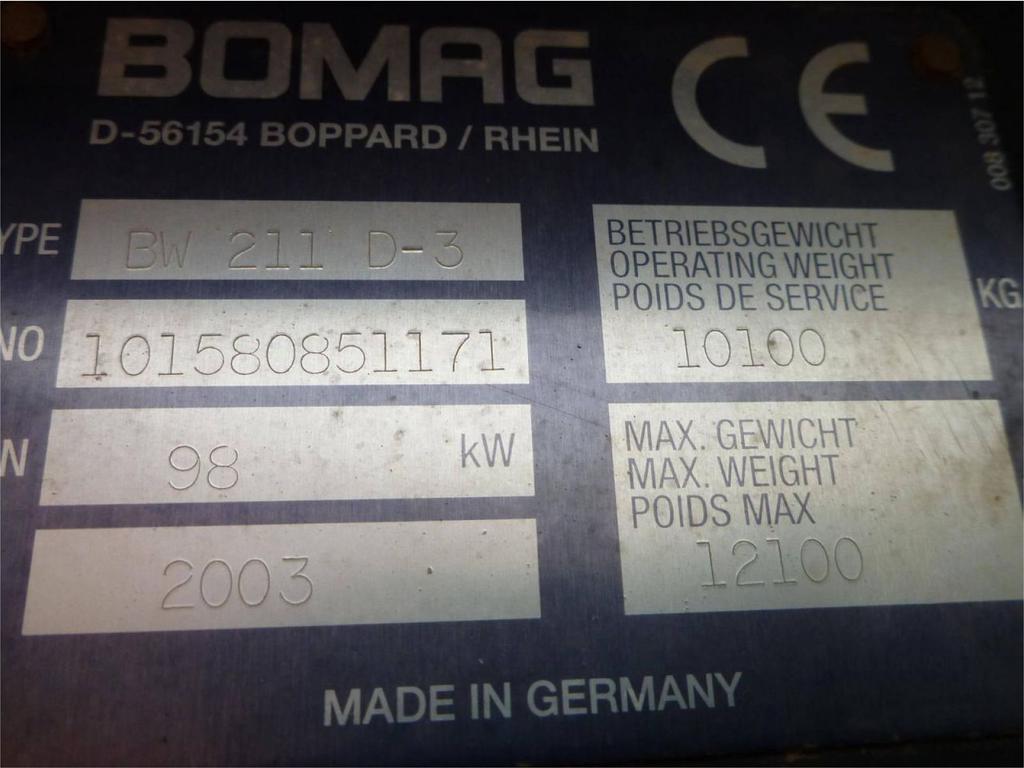 BOMAG
D-56154 BOPPARD / RHEIN
CE
008 307 12
YPE BW 211 D-3
NO 101580851171
N 98 kW
2003
BETRIEBSGEWICHT
OPERATING WEIGHT
POIDS DE SERVICE
10100
KG
MAX. GEWICHT
MAX. WEIGHT
POIDS MAX
12100
MADE IN GERMANY